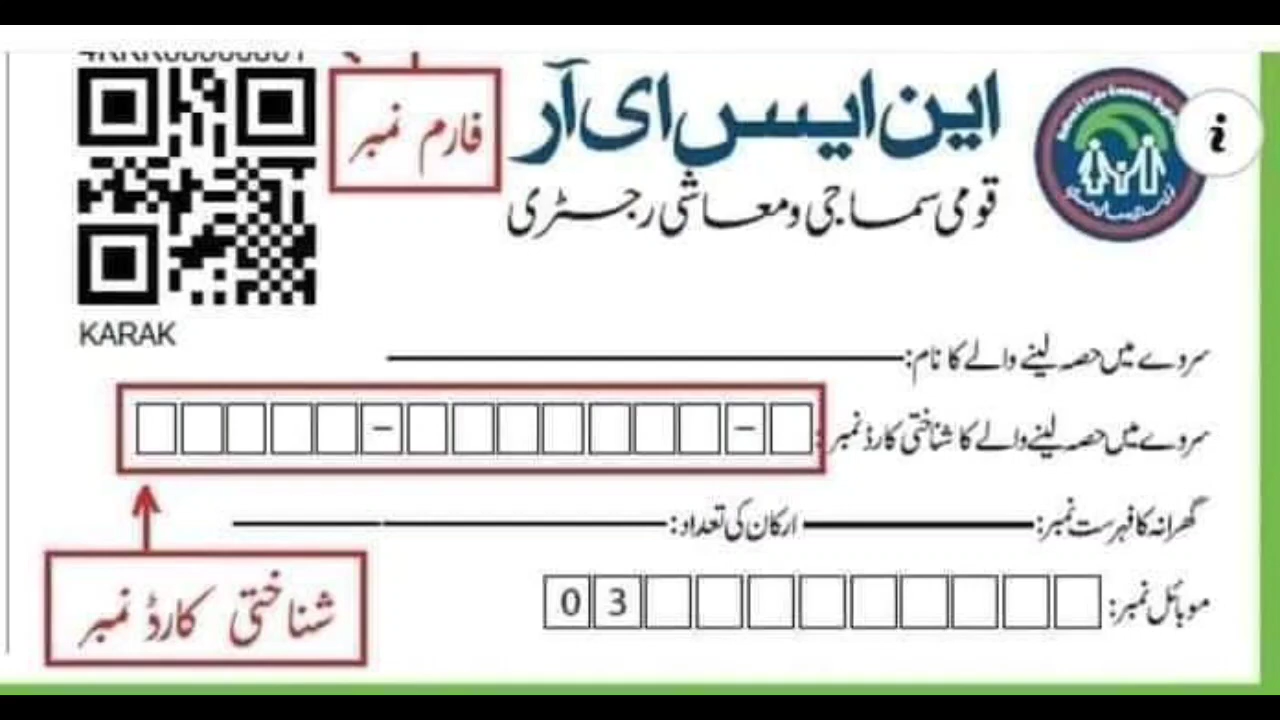 این ایس ای آر
قومی سماجی و معاشی رجسٹری
فارم نمبر
KARAK
سروے میں حصہ لینے والے کا نام:
سروے میں حصہ لینے والے کا شناختی کارڈ نمبر:
گھرانہ کا فہرست نمبر: ارکان کی تعداد:
موبائل نمبر: 03
شناختی کارڈ نمبر
i